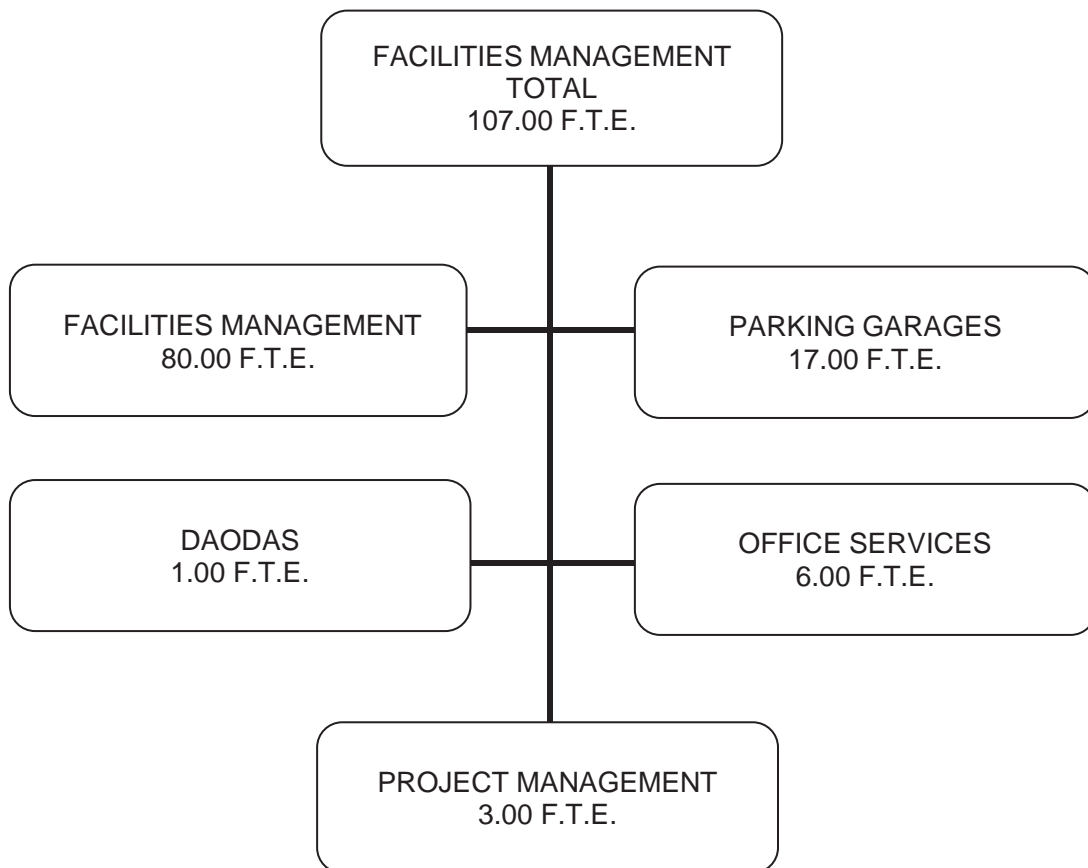 FACILITIES MANAGEMENT
TOTAL
107.00 F.T.E.
FACILITIES MANAGEMENT
80.00 F.T.E.
PARKING GARAGES
17.00 F.T.E.
DAODAS
1.00 F.T.E.
OFFICE SERVICES
6.00 F.T.E.
PROJECT MANAGEMENT
3.00 F.T.E.